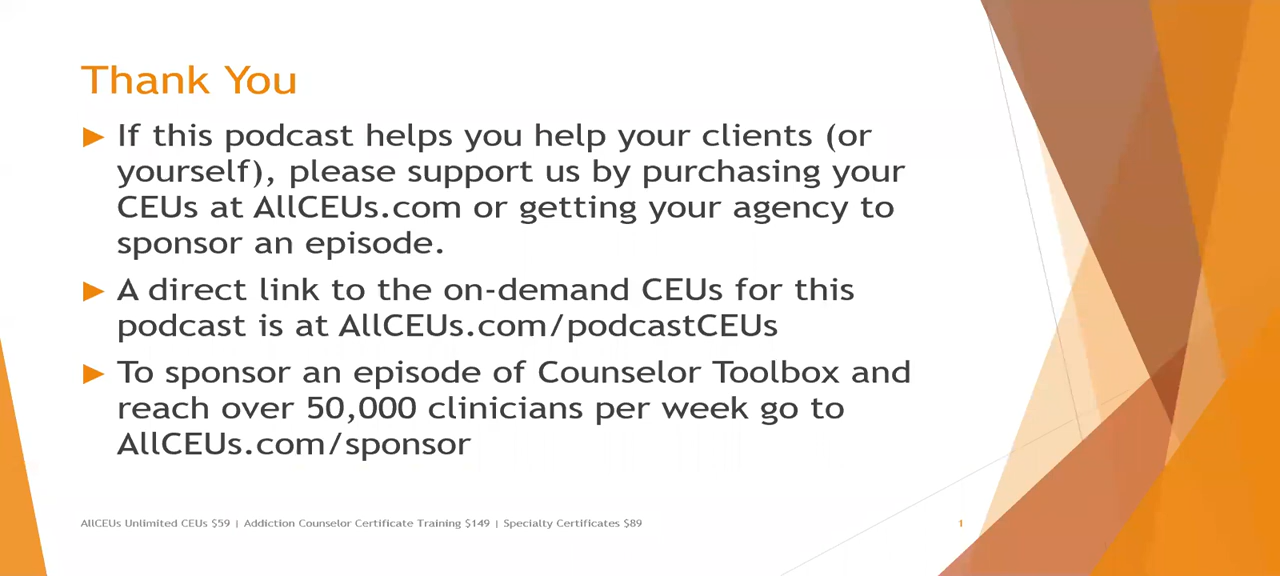 Thank You
► If this podcast helps you help your clients (or
yourself), please support us by purchasing your
CEUs at AllCEUs.com or getting your agency to
sponsor an episode.
► A direct link to the on-demand CEUs for this
podcast is at AllCEUs.com/podcastCEUs
► To sponsor an episode of Counselor Toolbox and
reach over 50,000 clinicians per week go to
AllCEUs.com/sponsor
AllCEUs Unlimited CEUs $59 | Addiction Counselor Certificate Training $149 | Specialty Certificates $89
1